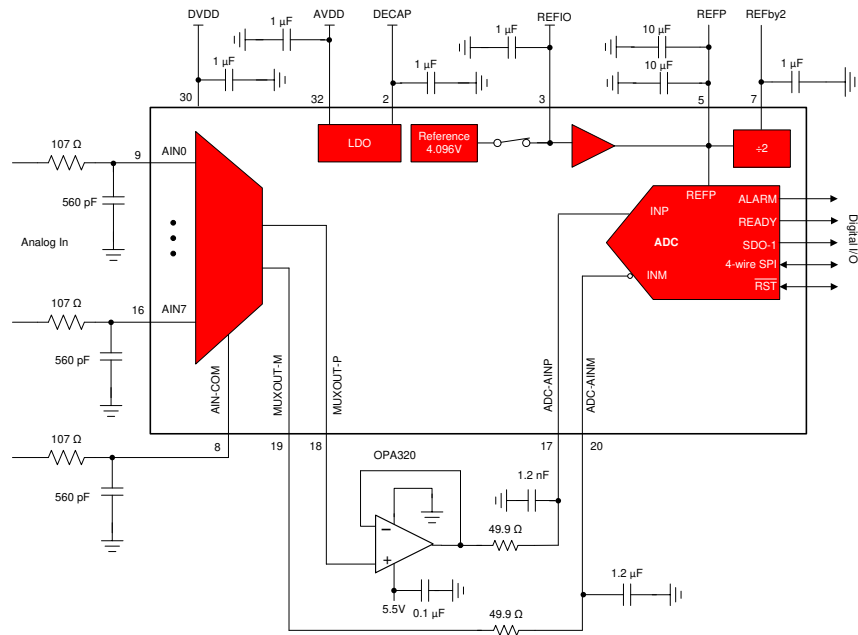 DVDD
AVDD
DECAP
REFIO
REFP
REFby2
1 µF
1 µF
10 µF
1 µF
1 µF
10 µF
1 µF
30
32
2
3
5
7
LDO
Reference
4.096V
÷2
107 Ω
9
AIN0
560 pF
Analog In
107 Ω
16
AIN7
560 pF
107 Ω
8
560 pF
AIN-COM
MUXOUT-M
MUXOUT-P
ADC-AINP
ADC-AINM
REFP
INP
ADC
INM
ALARM
READY
SDO-1
4-wire SPI
RST
Digital I/O
19
18
17
20
OPA320
1.2 nF
49.9 Ω
−
+
5.5V
0.1 µF
49.9 Ω
1.2 µF